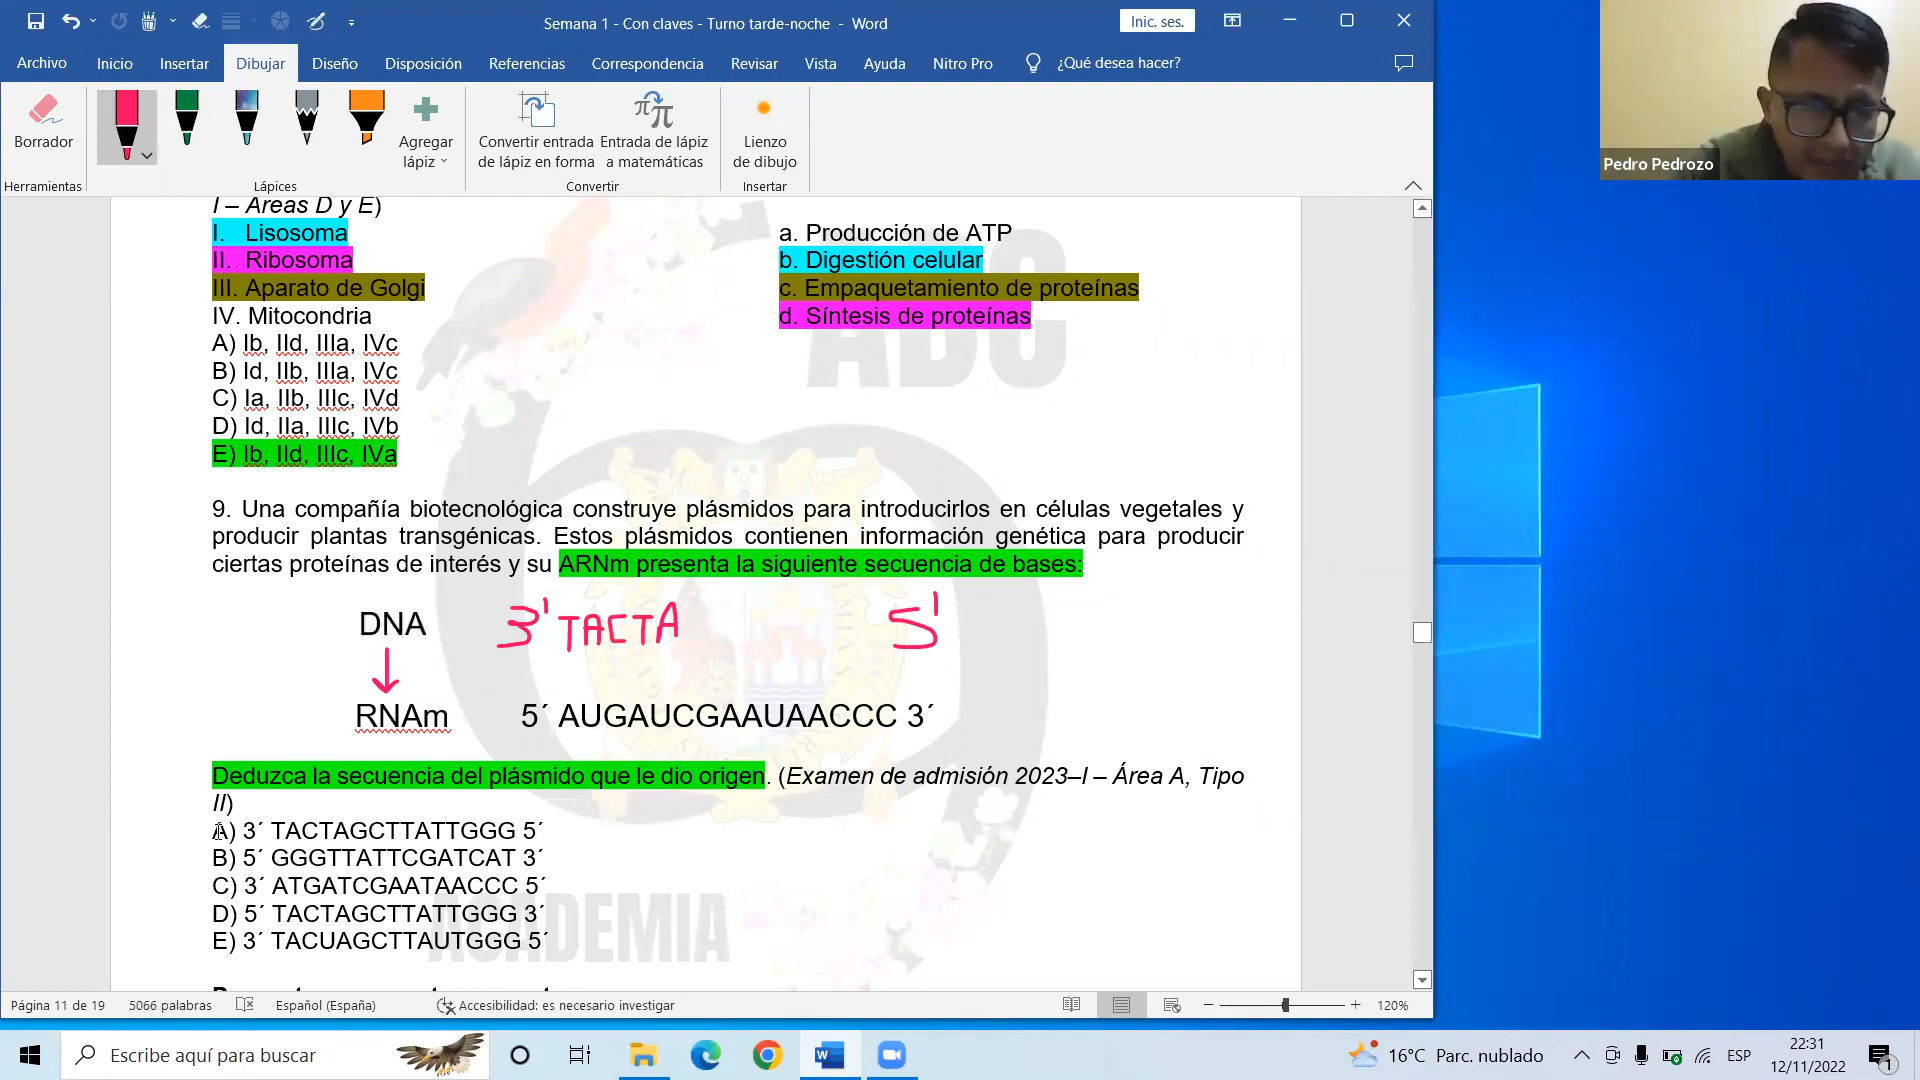 Semana 1 - Con claves - Turno tarde-noche - Word
Inic. ses.
Archivo Inicio Insertar Dibujar Diseño Disposición Referencias Correspondencia Revisar Vista Ayuda Nitro Pro ¿Qué desea hacer?
Borrador
Agregar lápiz
Convertir entrada de lápiz en forma
Entrada de lápiz a matemáticas
Lienzo de dibujo
Herramientas Lápices Convertir Insertar
Pedro Pedrozo
I – Áreas D y E)
I. Lisosoma a. Producción de ATP
II. Ribosoma b. Digestión celular
III. Aparato de Golgi c. Empaquetamiento de proteínas
IV. Mitocondria d. Síntesis de proteínas
A) Ib, IId, IIIa, IVc
B) Id, IIb, IIIa, IVc
C) Ia, IIb, IIIc, IVd
D) Id, IIa, IIIc, IVb
E) Ib, IId, IIIc, IVa
9. Una compañía biotecnológica construye plásmidos para introducirlos en células vegetales y
producir plantas transgénicas. Estos plásmidos contienen información genética para producir
ciertas proteínas de interés y su ARNm presenta la siguiente secuencia de bases:
DNA 3' TACTA 5'
RNAm 5´ AUGAUCGAAUAACCC 3´
Deduzca la secuencia del plásmido que le dio origen. (Examen de admisión 2023–I – Área A, Tipo
II)
A) 3´ TACTAGCTTATTGGG 5´
B) 5´ GGGTTATTCGATCAT 3´
C) 3´ ATGATCGAATAACCC 5´
D) 5´ TACTAGCTTATTGGG 3´
E) 3´ TACUAGCTTAUTGGG 5´
ADC
ACADEMIA
Página 11 de 19 5066 palabras Español (España) Accesibilidad: es necesario investigar 120%
Escribe aquí para buscar
16°C Parc. nublado
ESP
22:31
12/11/2022
1